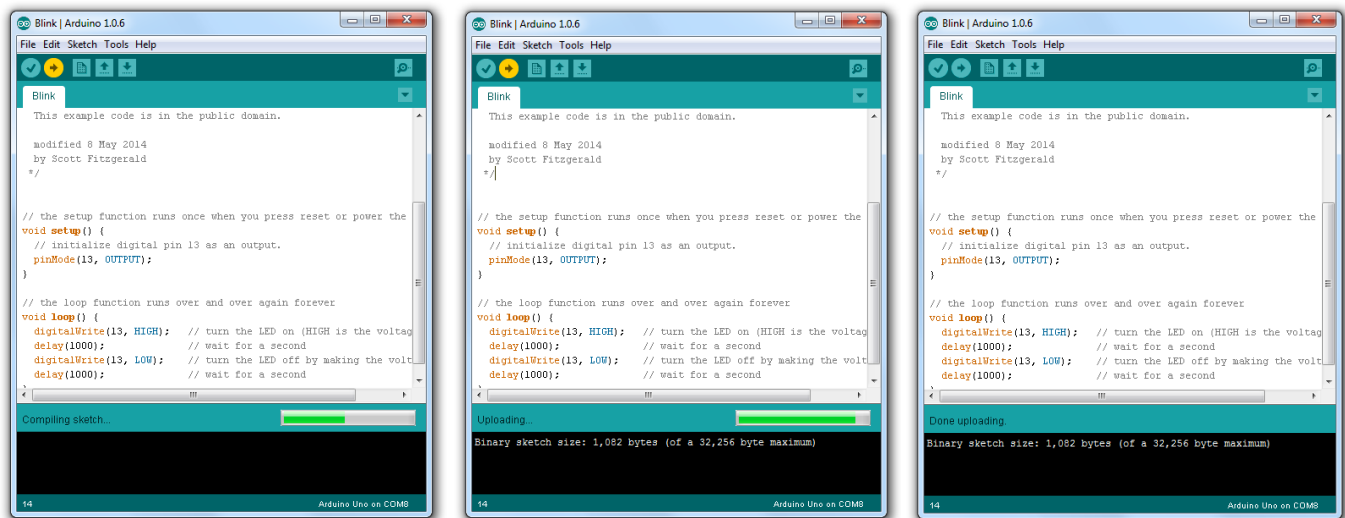 Blink | Arduino 1.0.6
File Edit Sketch Tools Help
Blink
This example code is in the public domain.
modified 8 May 2014
by Scott Fitzgerald
*/
// the setup function runs once when you press reset or power the
void setup() {
// initialize digital pin 13 as an output.
pinMode(13, OUTPUT);
}
// the loop function runs over and over again forever
void loop() {
digitalWrite(13, HIGH);   // turn the LED on (HIGH is the voltag
delay(1000);              // wait for a second
digitalWrite(13, LOW);    // turn the LED off by making the volt
delay(1000);              // wait for a second
}
Compiling sketch...
14 Arduino Uno on COM8
Blink | Arduino 1.0.6
File Edit Sketch Tools Help
Blink
This example code is in the public domain.
modified 8 May 2014
by Scott Fitzgerald
*/
// the setup function runs once when you press reset or power the
void setup() {
// initialize digital pin 13 as an output.
pinMode(13, OUTPUT);
}
// the loop function runs over and over again forever
void loop() {
digitalWrite(13, HIGH);   // turn the LED on (HIGH is the voltag
delay(1000);              // wait for a second
digitalWrite(13, LOW);    // turn the LED off by making the volt
delay(1000);              // wait for a second
}
Uploading...
Binary sketch size: 1,082 bytes (of a 32,256 byte maximum)
14 Arduino Uno on COM8
Blink | Arduino 1.0.6
File Edit Sketch Tools Help
Blink
This example code is in the public domain.
modified 8 May 2014
by Scott Fitzgerald
*/
// the setup function runs once when you press reset or power the
void setup() {
// initialize digital pin 13 as an output.
pinMode(13, OUTPUT);
}
// the loop function runs over and over again forever
void loop() {
digitalWrite(13, HIGH);   // turn the LED on (HIGH is the voltag
delay(1000);              // wait for a second
digitalWrite(13, LOW);    // turn the LED off by making the volt
delay(1000);              // wait for a second
}
Done uploading.
Binary sketch size: 1,082 bytes (of a 32,256 byte maximum)
14 Arduino Uno on COM8